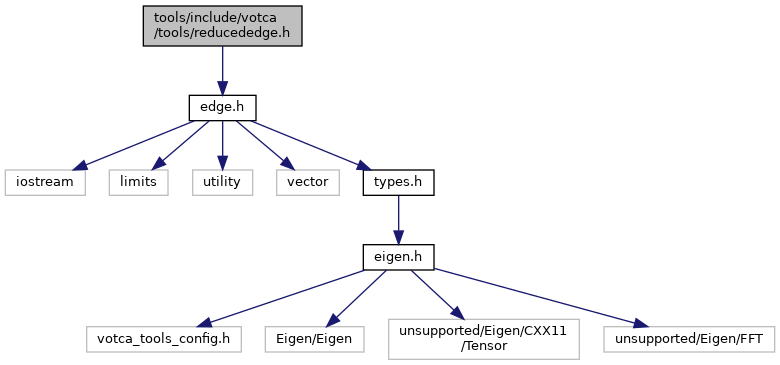 tools/include/votca
/tools/reducededge.h
edge.h
iostream
limits
utility
vector
types.h
eigen.h
votca_tools_config.h
Eigen/Eigen
unsupported/Eigen/CXX11
/Tensor
unsupported/Eigen/FFT